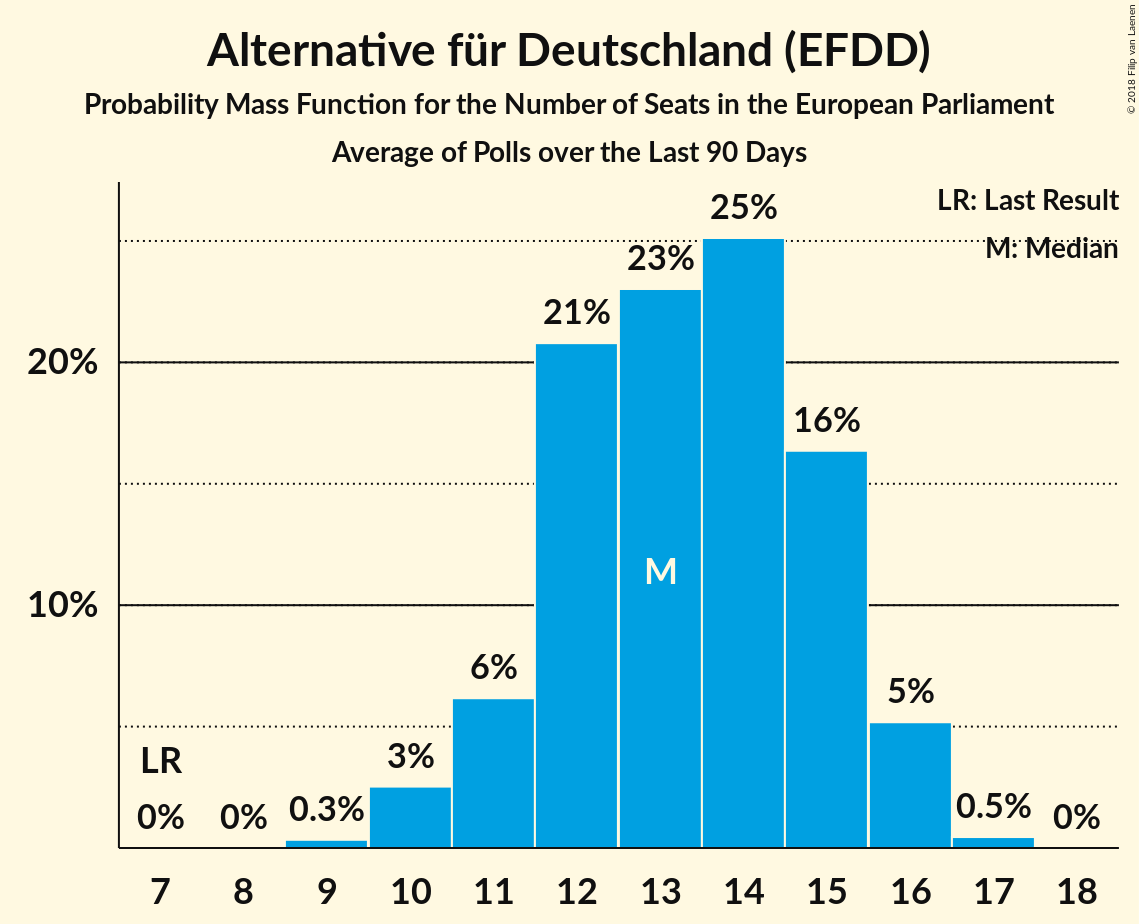 Alternative für Deutschland (EFDD)
Probability Mass Function for the Number of Seats in the European Parliament
Average of Polls over the Last 90 Days
© 2018 Filip van Laenen
LR: Last Result
M: Median
25%
23%
21%
20%
16%
M
10%
6%
5%
LR
3%
0%
0%
0.3%
0.5%
0%
7 8 9 10 11 12 13 14 15 16 17 18